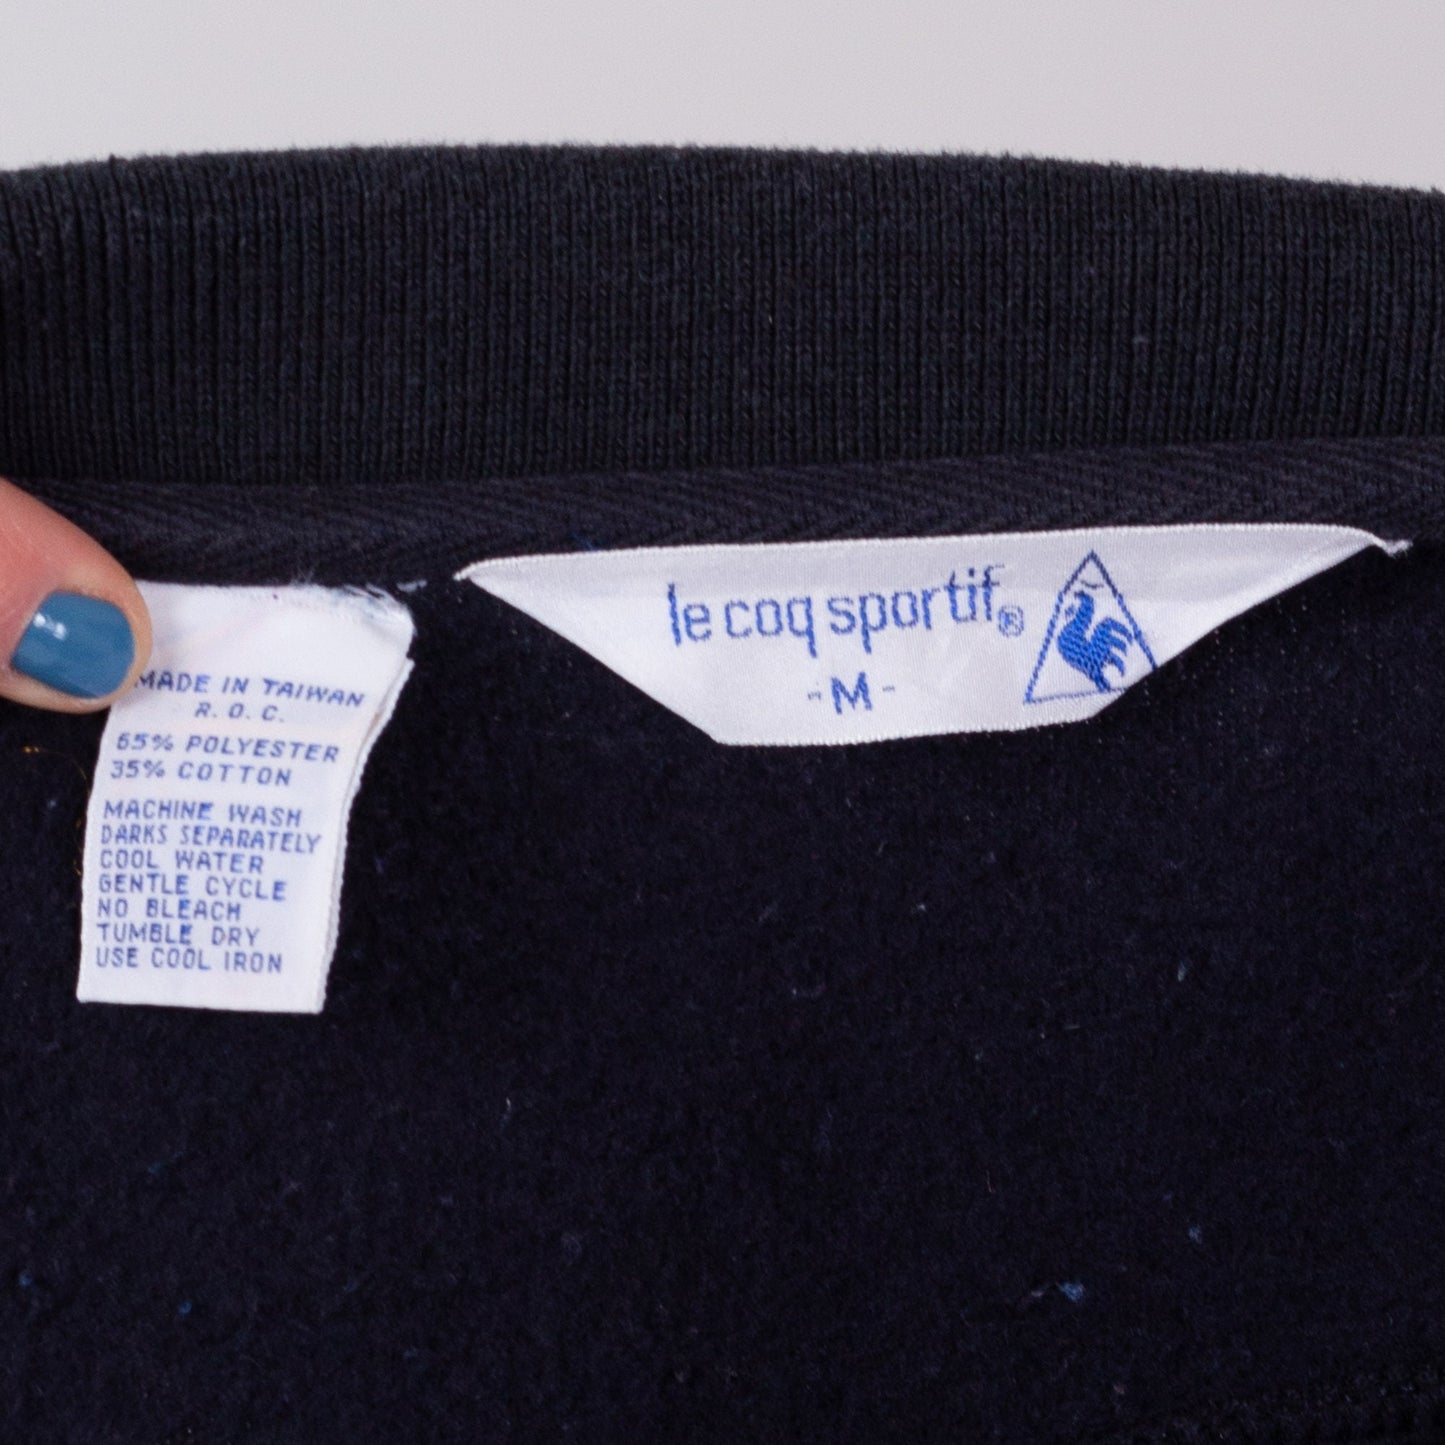 le coq sportif®
- M -
MADE IN TAIWAN
R. O. C.
65% POLYESTER
35% COTTON
MACHINE WASH
DARKS SEPARATELY
COOL WATER
GENTLE CYCLE
NO BLEACH
TUMBLE DRY
USE COOL IRON